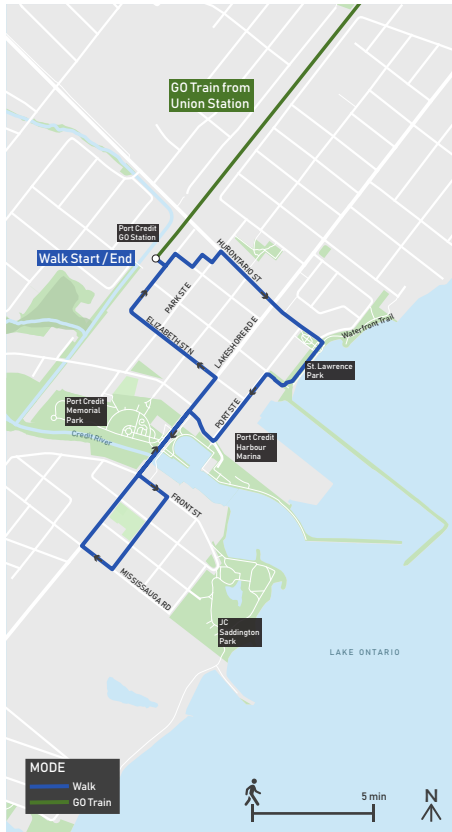 GO Train from
Union Station
Port Credit
GO Station
Walk Start / End
HURONTARIO ST
PARK ST E
ELIZABETH ST N
LAKESHORE RD E
Waterfront Trail
St. Lawrence
Park
PORT ST E
Port Credit
Memorial
Park
Credit River
Port Credit
Harbour
Marina
FRONT ST
MISSISSAUGA RD
JC
Saddington
Park
LAKE ONTARIO
MODE
Walk
GO Train
5 min
N